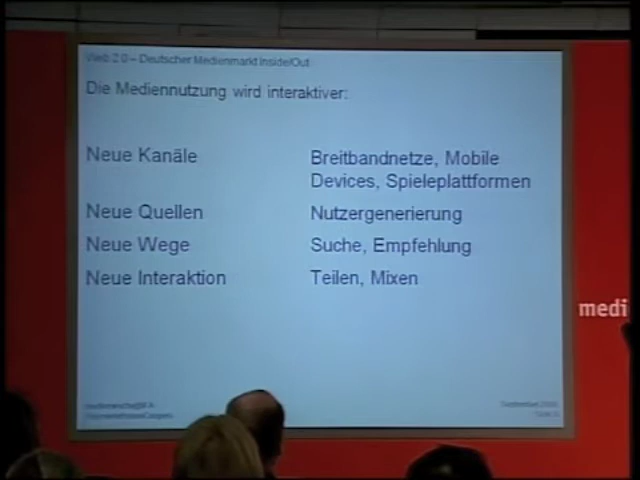 Web 2.0 – Deutscher Medienmarkt Inside/Out
Die Mediennutzung wird interaktiver:
Neue Kanäle
Breitbandnetze, Mobile
Devices, Spieleplattformen
Neue Quellen
Nutzergenerierung
Neue Wege
Suche, Empfehlung
Neue Interaktion
Teilen, Mixen
medi
September